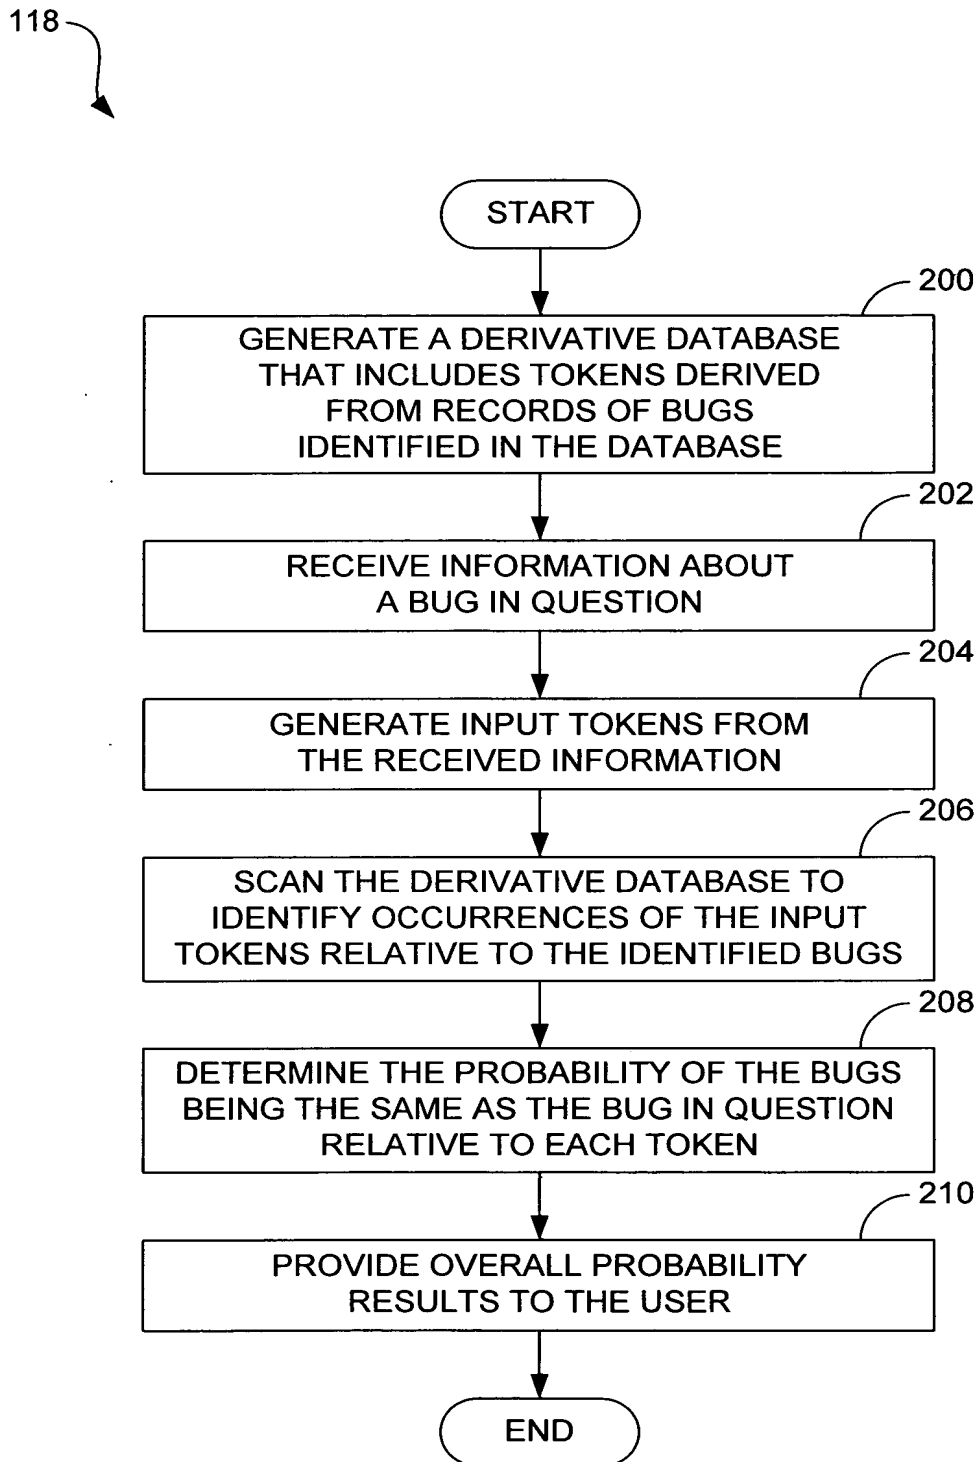 118
START
200
GENERATE A DERIVATIVE DATABASE
THAT INCLUDES TOKENS DERIVED
FROM RECORDS OF BUGS
IDENTIFIED IN THE DATABASE
202
RECEIVE INFORMATION ABOUT
A BUG IN QUESTION
204
GENERATE INPUT TOKENS FROM
THE RECEIVED INFORMATION
206
SCAN THE DERIVATIVE DATABASE TO
IDENTIFY OCCURRENCES OF THE INPUT
TOKENS RELATIVE TO THE IDENTIFIED BUGS
208
DETERMINE THE PROBABILITY OF THE BUGS
BEING THE SAME AS THE BUG IN QUESTION
RELATIVE TO EACH TOKEN
210
PROVIDE OVERALL PROBABILITY
RESULTS TO THE USER
END